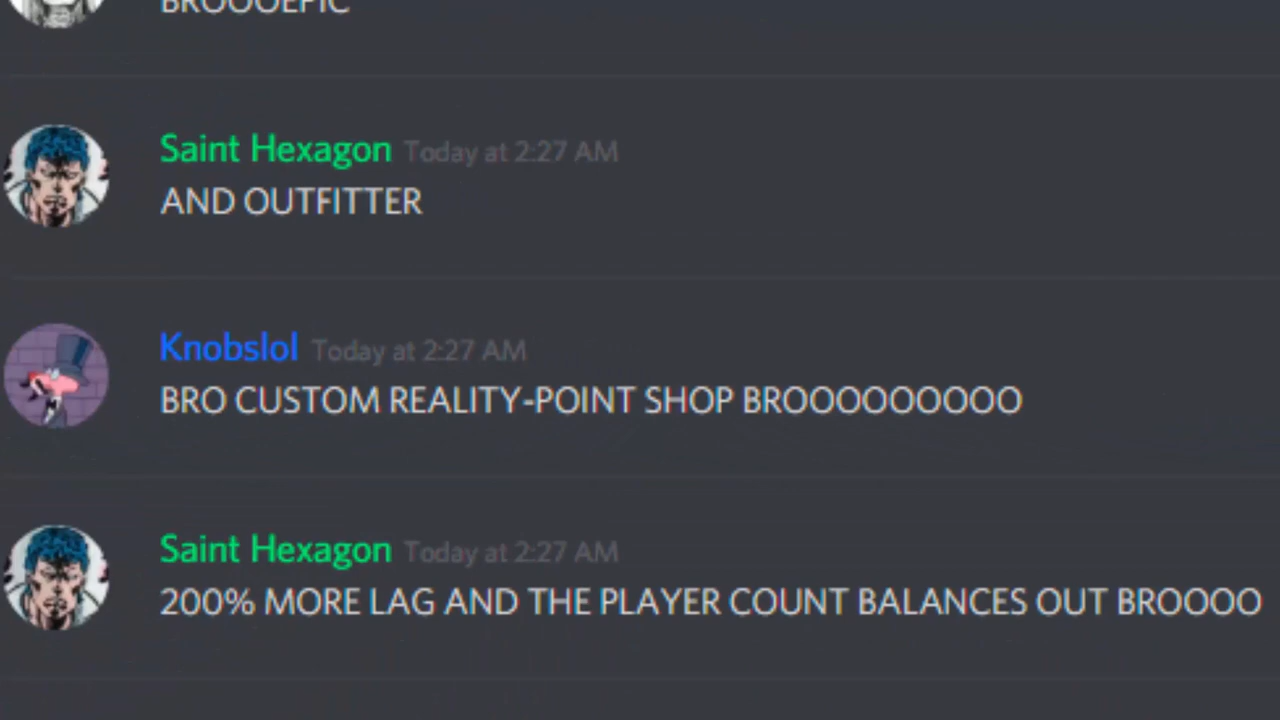 BROOOEPIC
Saint Hexagon Today at 2:27 AM
AND OUTFITTER
Knobslol Today at 2:27 AM
BRO CUSTOM REALITY-POINT SHOP BROOOOOOOOO
Saint Hexagon Today at 2:27 AM
200% MORE LAG AND THE PLAYER COUNT BALANCES OUT BROOOO